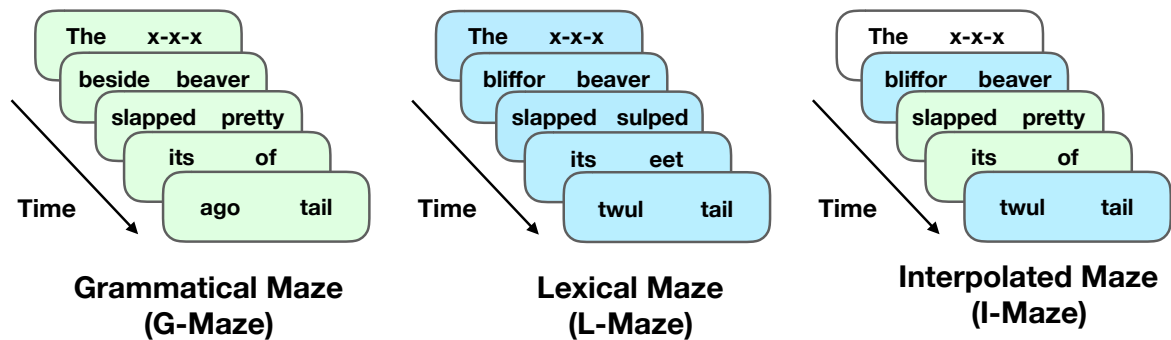 The x-x-x
beside beaver
slapped pretty
its of
ago tail
Time
Grammatical Maze
(G-Maze)
The x-x-x
bliffor beaver
slapped sulped
its eet
twul tail
Time
Lexical Maze
(L-Maze)
The x-x-x
bliffor beaver
slapped pretty
its of
twul tail
Time
Interpolated Maze
(I-Maze)